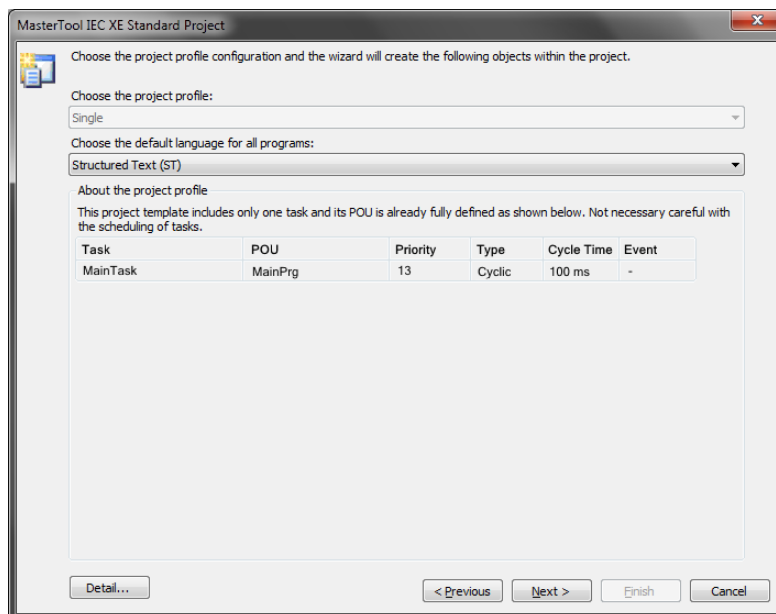 MasterTool IEC XE Standard Project
Choose the project profile configuration and the wizard will create the following objects within the project.
Choose the project profile:
Single
Choose the default language for all programs:
Structured Text (ST)
About the project profile
This project template includes only one task and its POU is already fully defined as shown below. Not necessary careful with
the scheduling of tasks.
Task POU Priority Type Cycle Time Event
MainTask MainPrg 13 Cyclic 100 ms -
Detail... < Previous Next > Finish Cancel